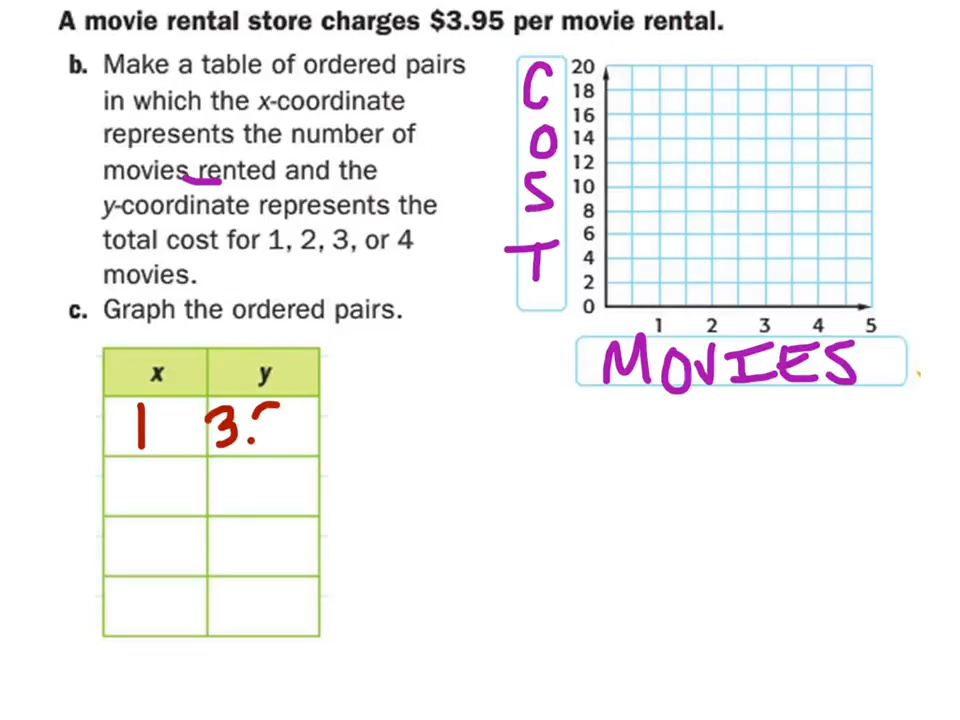 A movie rental store charges $3.95 per movie rental.
b. Make a table of ordered pairs
in which the x-coordinate
represents the number of
movies rented and the
y-coordinate represents the
total cost for 1, 2, 3, or 4
movies.
c. Graph the ordered pairs.
x y
1 3.
COST
20
18
16
14
12
10
8
6
4
2
0
1 2 3 4 5
MOVIES